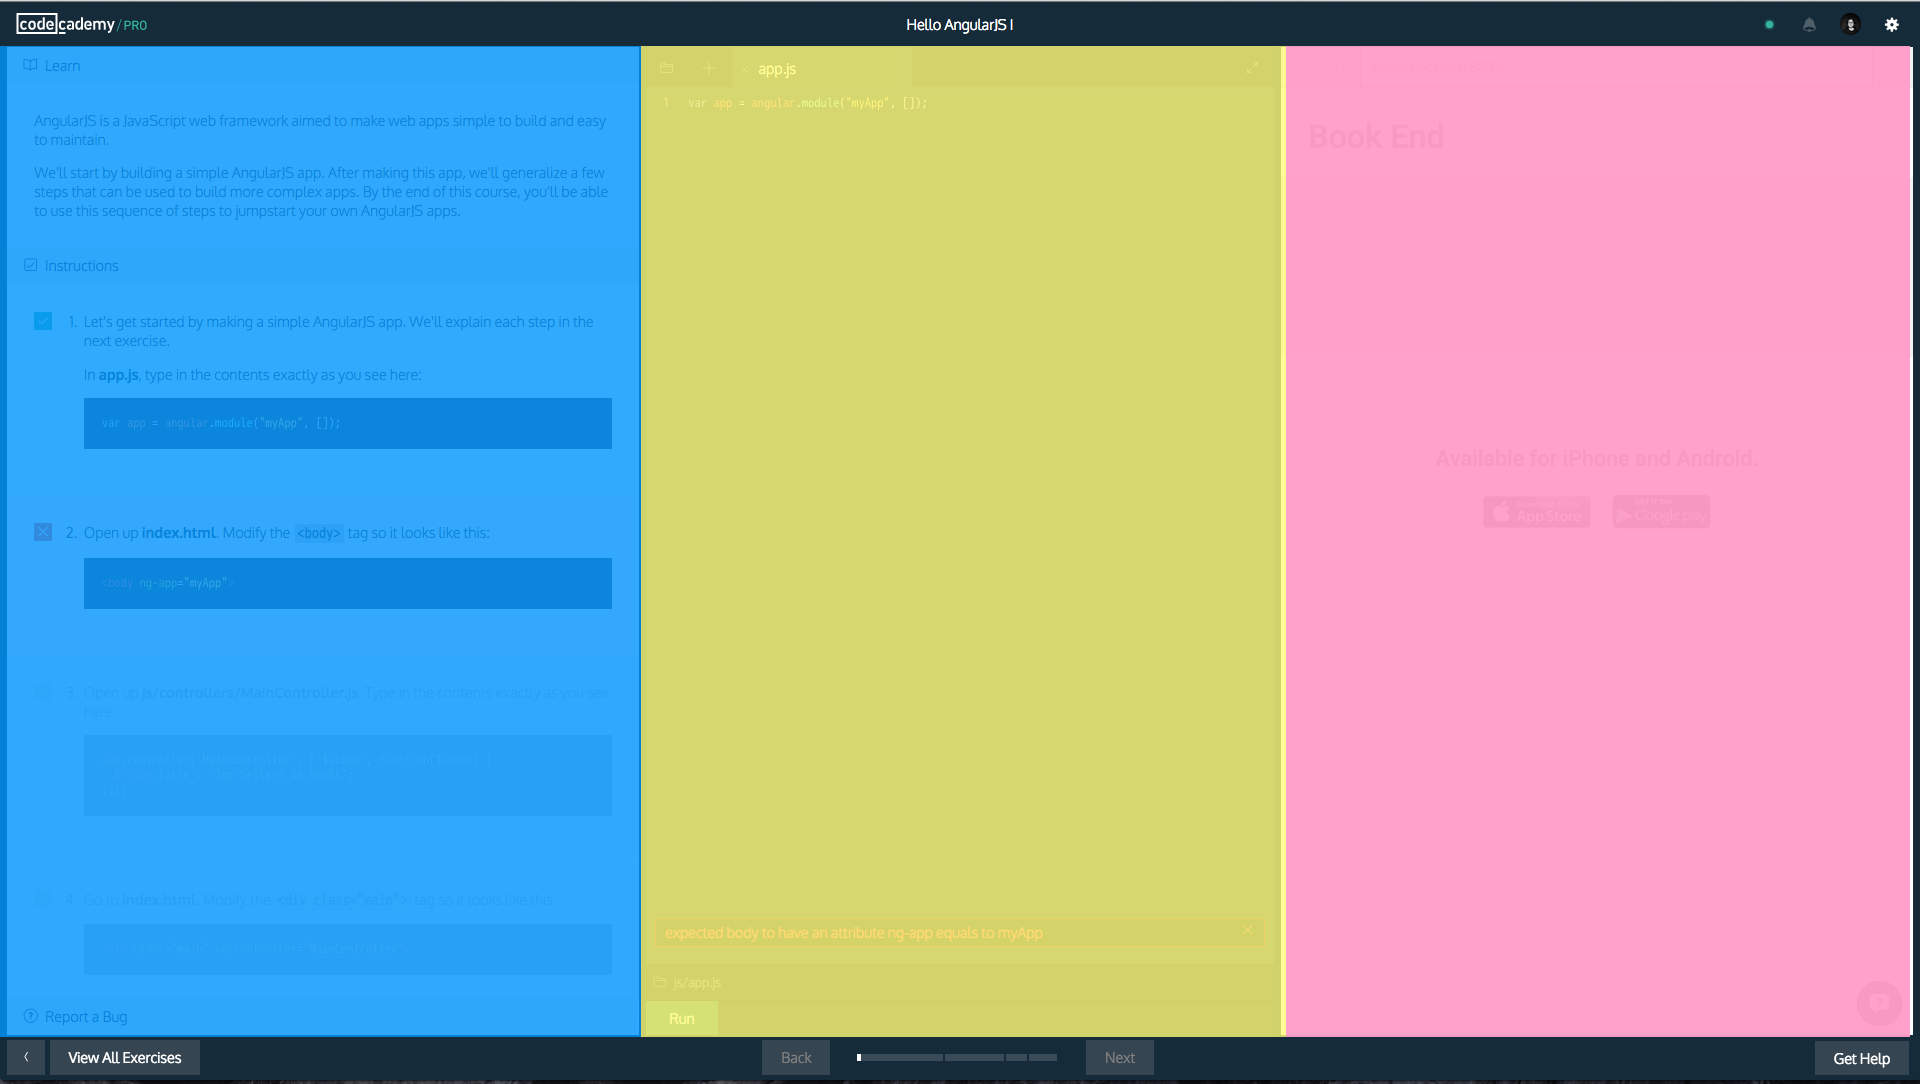 codecademy/PRO
Hello AngularJS I
Learn
AngularJS is a JavaScript web framework aimed to make web apps simple to build and easy
to maintain.
We'll start by building a simple AngularJS app. After making this app, we'll generalize a few
steps that can be used to build more complex apps. By the end of this course, you'll be able
to use this sequence of steps to jumpstart your own AngularJS apps.
Instructions
1. Let's get started by making a simple AngularJS app. We'll explain each step in the
next exercise.
In app.js, type in the contents exactly as you see here:
var app = angular.module("myApp", []);
2. Open up index.html. Modify the <body> tag so it looks like this:
<body ng-app="myApp">
3. Open up js/controllers/MainController.js. Type in the contents exactly as you see
here.
4. Go to index.html. Modify the <div class="main"> tag so it looks like this:
Report a Bug
app.js
1 var app = angular.module("myApp", []);
expected body to have an attribute ng-app equals to myApp
js/app.js
Run
Book End
Available for iPhone and Android.
App Store
Google play
View All Exercises
Back
Next
Get Help